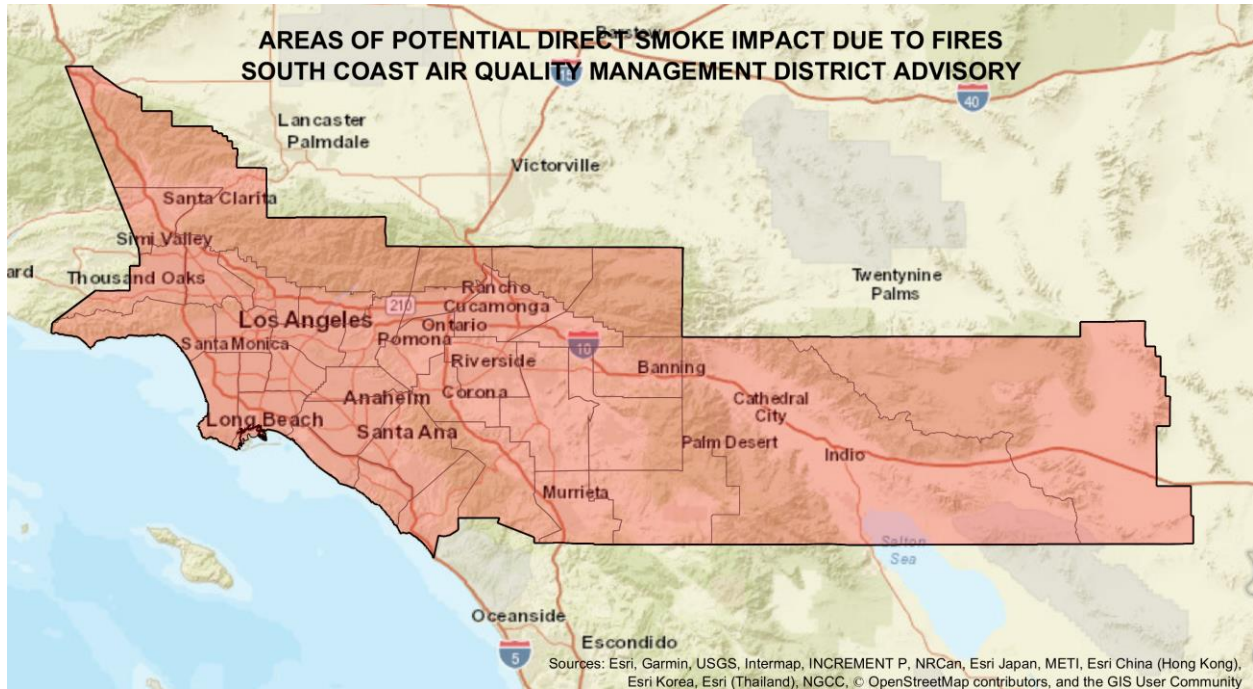 Barstow
AREAS OF POTENTIAL DIRECT SMOKE IMPACT DUE TO FIRES
SOUTH COAST AIR QUALITY MANAGEMENT DISTRICT ADVISORY
15
40
Lancaster
Palmdale
Victorville
Santa Clarita
Simi Valley
ard
Thousand Oaks
Twentynine
Palms
Rancho
Cucamonga
210
Los Angeles
Ontario
Santa Monica
Pomona
10
Riverside
Banning
Anaheim
Corona
Cathedral
City
Long Beach
Santa Ana
Palm Desert
Indio
Murrieta
Salton
Sea
Oceanside
Escondido
5
Sources: Esri, Garmin, USGS, Intermap, INCREMENT P, NRCan, Esri Japan, METI, Esri China (Hong Kong),
Esri Korea, Esri (Thailand), NGCC, © OpenStreetMap contributors, and the GIS User Community